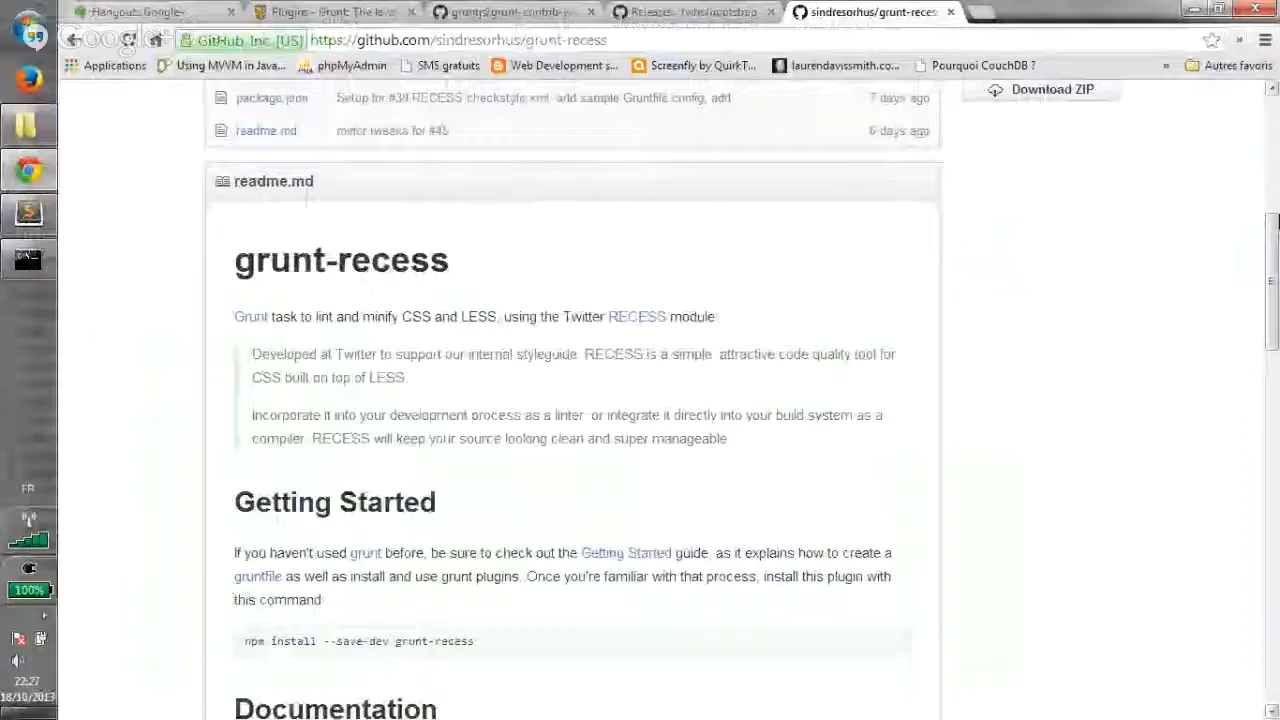 Hangout Google+
Plugins - Grunt: The Java
gruntjs/grunt-contrib-
Releases · twbs/bootstrap
sindresorhus/grunt-reces
Google+
GitHub, Inc. [US] https://github.com/sindresorhus/grunt-recess
Applications
Using MWM in Java...
phpMyAdmin
SMS gratuits
Web Development s...
Screenfly by QuirkT...
laurendavissmith.co...
Pourquoi CouchDB ?
»
Autres favoris
package.json
RECESS checkstyle xml
add sample Gruntfile config, add
7 days ago
Download ZIP
readme.md
minor tweaks for #45
6 days ago
readme.md
grunt-recess
Grunt task to lint and minify CSS and LESS, using the Twitter RECESS module:
Developed at Twitter to support our internal styleguide, RECESS is a simple, attractive code quality tool for
CSS built on top of LESS.
Incorporate it into your development process as a linter, or integrate it directly into your build system as a
compiler, RECESS will keep your source looking clean and super manageable.
Getting Started
If you haven't used grunt before, be sure to check out the Getting Started guide, as it explains how to create a
gruntfile as well as install and use grunt plugins. Once you're familiar with that process, install this plugin with
this command:
npm install --save-dev grunt-recess
Documentation
FR
100%
22:27
18/10/2013